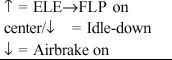 ↑ = ELE→FLP on
center/↓ = Idle-down
↓ = Airbrake on